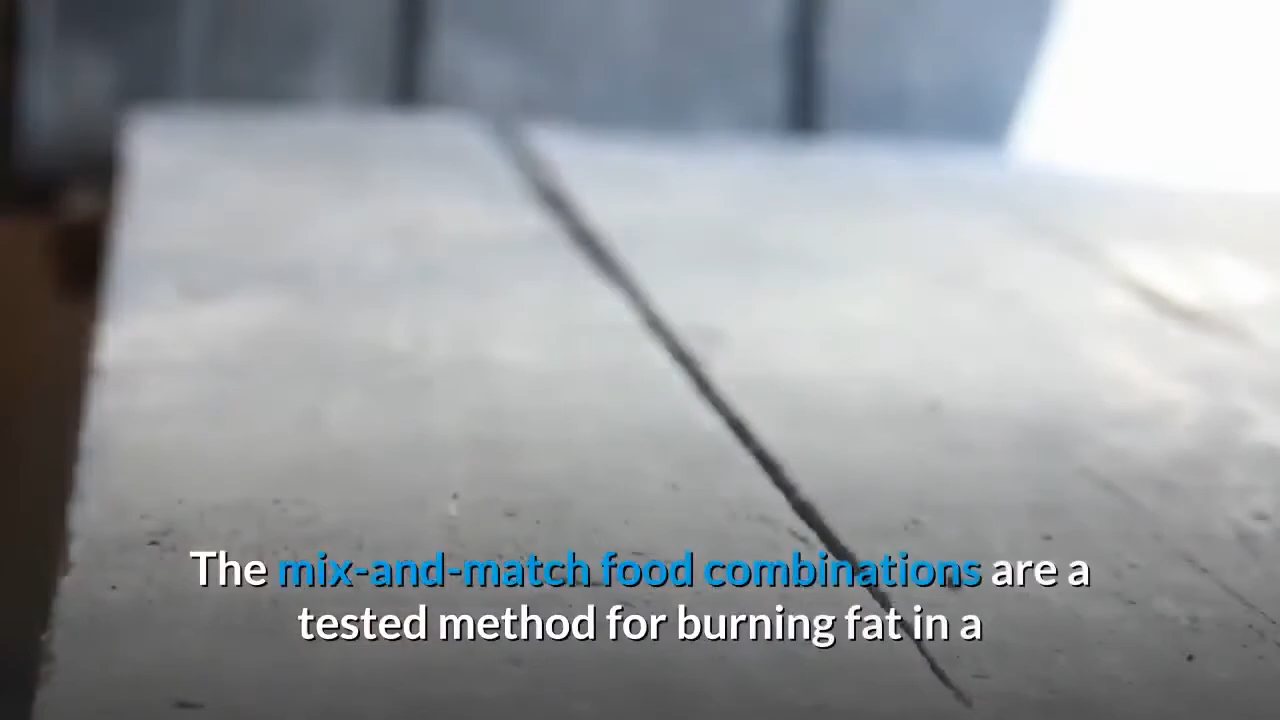 The mix-and-match food combinations are a
tested method for burning fat in a